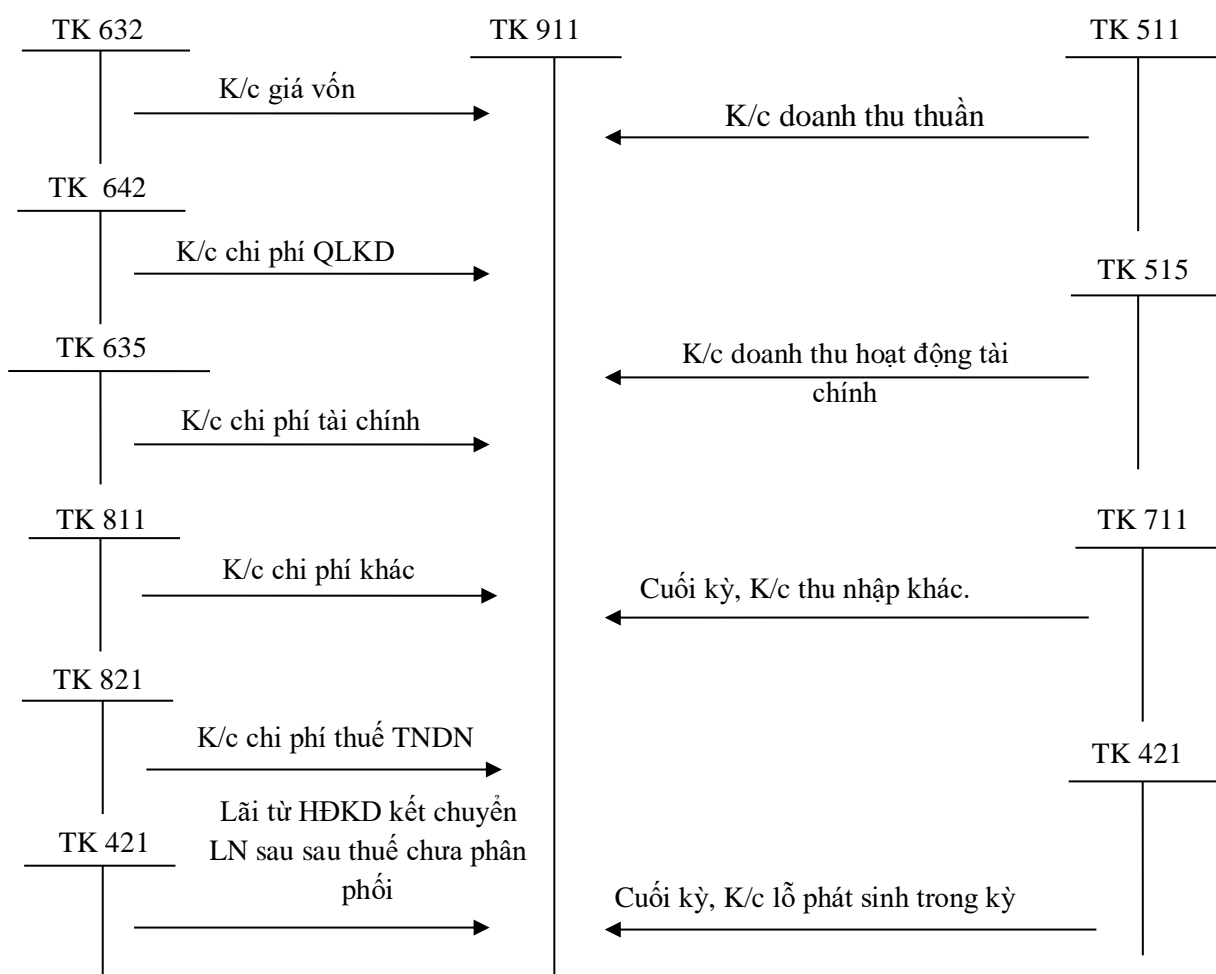 TK 632
TK 911
TK 511
K/c giá vốn
K/c doanh thu thuần
TK 642
K/c chi phí QLKD
TK 515
TK 635
K/c doanh thu hoạt động tài
chính
K/c chi phí tài chính
TK 811
TK 711
K/c chi phí khác
Cuối kỳ, K/c thu nhập khác.
TK 821
K/c chi phí thuế TNDN
TK 421
Lãi từ HĐKD kết chuyển
LN sau sau thuế chưa phân
phối
TK 421
Cuối kỳ, K/c lỗ phát sinh trong kỳ